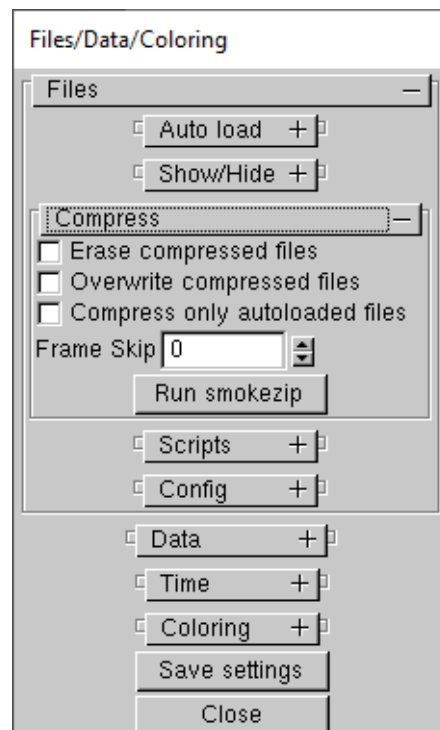 Files/Data/Coloring
Files −
Auto load +
Show/Hide +
Compress −
Erase compressed files
Overwrite compressed files
Compress only autoloaded files
Frame Skip 0
Run smokezip
Scripts +
Config +
Data +
Time +
Coloring +
Save settings
Close